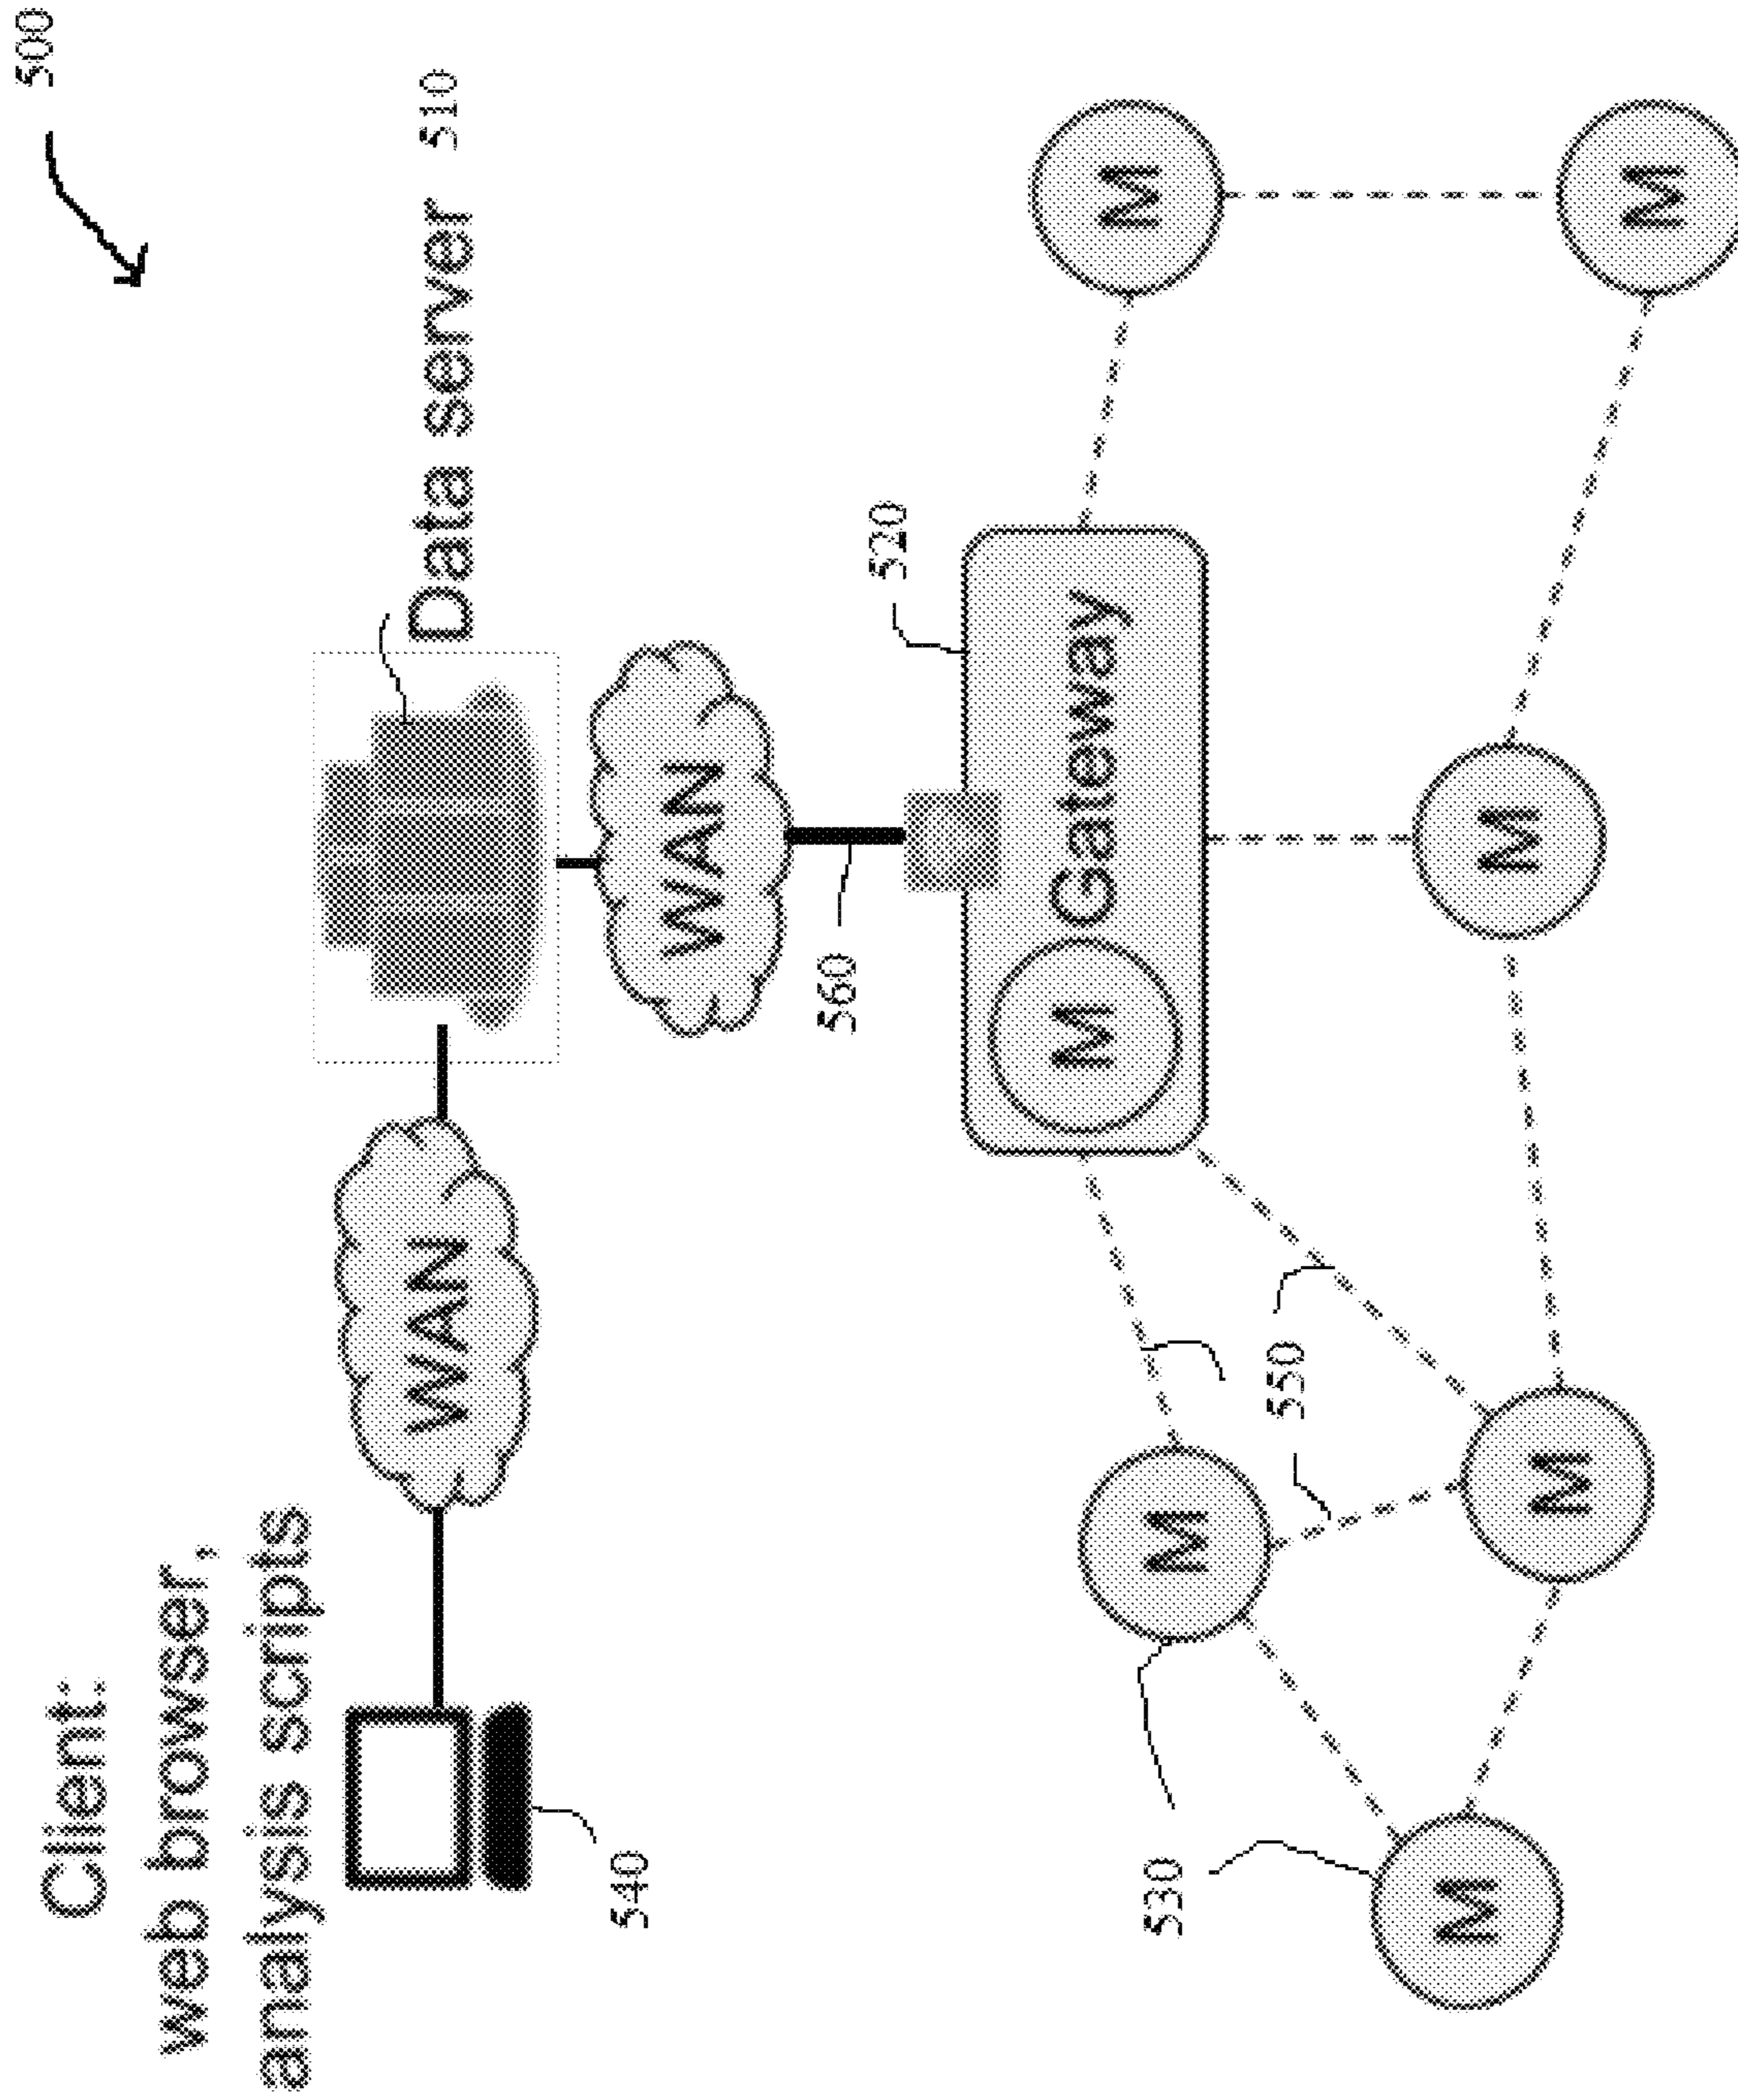 500
Client:
web browser,
analysis scripts
Data server 510
WAN
WAN
540
560
520
M Gateway
M
M
550
530
M
M
M
M